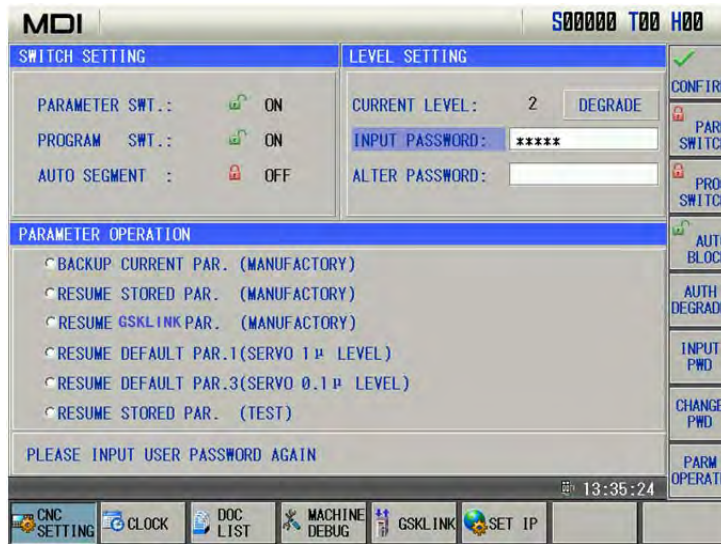 MDI S00000 T00 H00
SWITCH SETTING
PARAMETER SWT.: ON
PROGRAM SWT.: ON
AUTO SEGMENT : OFF
LEVEL SETTING
CURRENT LEVEL: 2 DEGRADE
INPUT PASSWORD: *****
ALTER PASSWORD:
PARAMETER OPERATION
BACKUP CURRENT PAR. (MANUFACTORY)
RESUME STORED PAR. (MANUFACTORY)
RESUME GSKLINK PAR. (MANUFACTORY)
RESUME DEFAULT PAR.1(SERVO 1μ LEVEL)
RESUME DEFAULT PAR.3(SERVO 0.1μ LEVEL)
RESUME STORED PAR. (TEST)
PLEASE INPUT USER PASSWORD AGAIN
13:35:24
CONFIR
PAR
SWITC
PRO
SWITC
AUT
BLOC
AUTH
DEGRAD
INPUT
PWD
CHANGE
PWD
PARM
OPERAT
CNC
SETTING
CLOCK
DOC
LIST
MACHINE
DEBUG
GSKLINK
SET IP